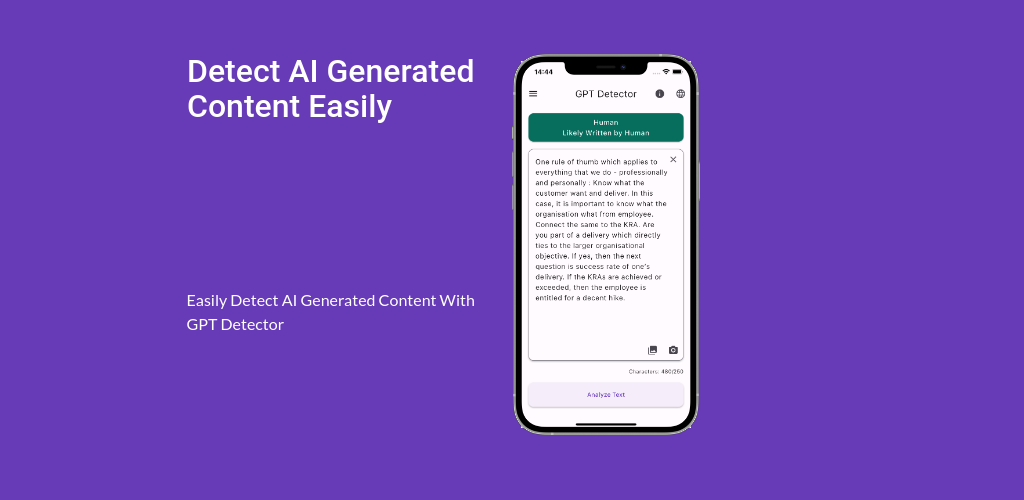 Detect AI Generated
Content Easily
Easily Detect AI Generated Content With
GPT Detector
14:44
GPT Detector
Human
Likely Written by Human
One rule of thumb which applies to
everything that we do - professionally
and personally : Know what the
customer want and deliver. In this
case, it is important to know what the
organisation what from employee.
Connect the same to the KRA. Are
you part of a delivery which directly
ties to the larger organisational
objective. If yes, then the next
question is success rate of one's
delivery. If the KRAs are achieved or
exceeded, then the employee is
entitled for a decent hike.
Characters: 480/250
Analyze Text